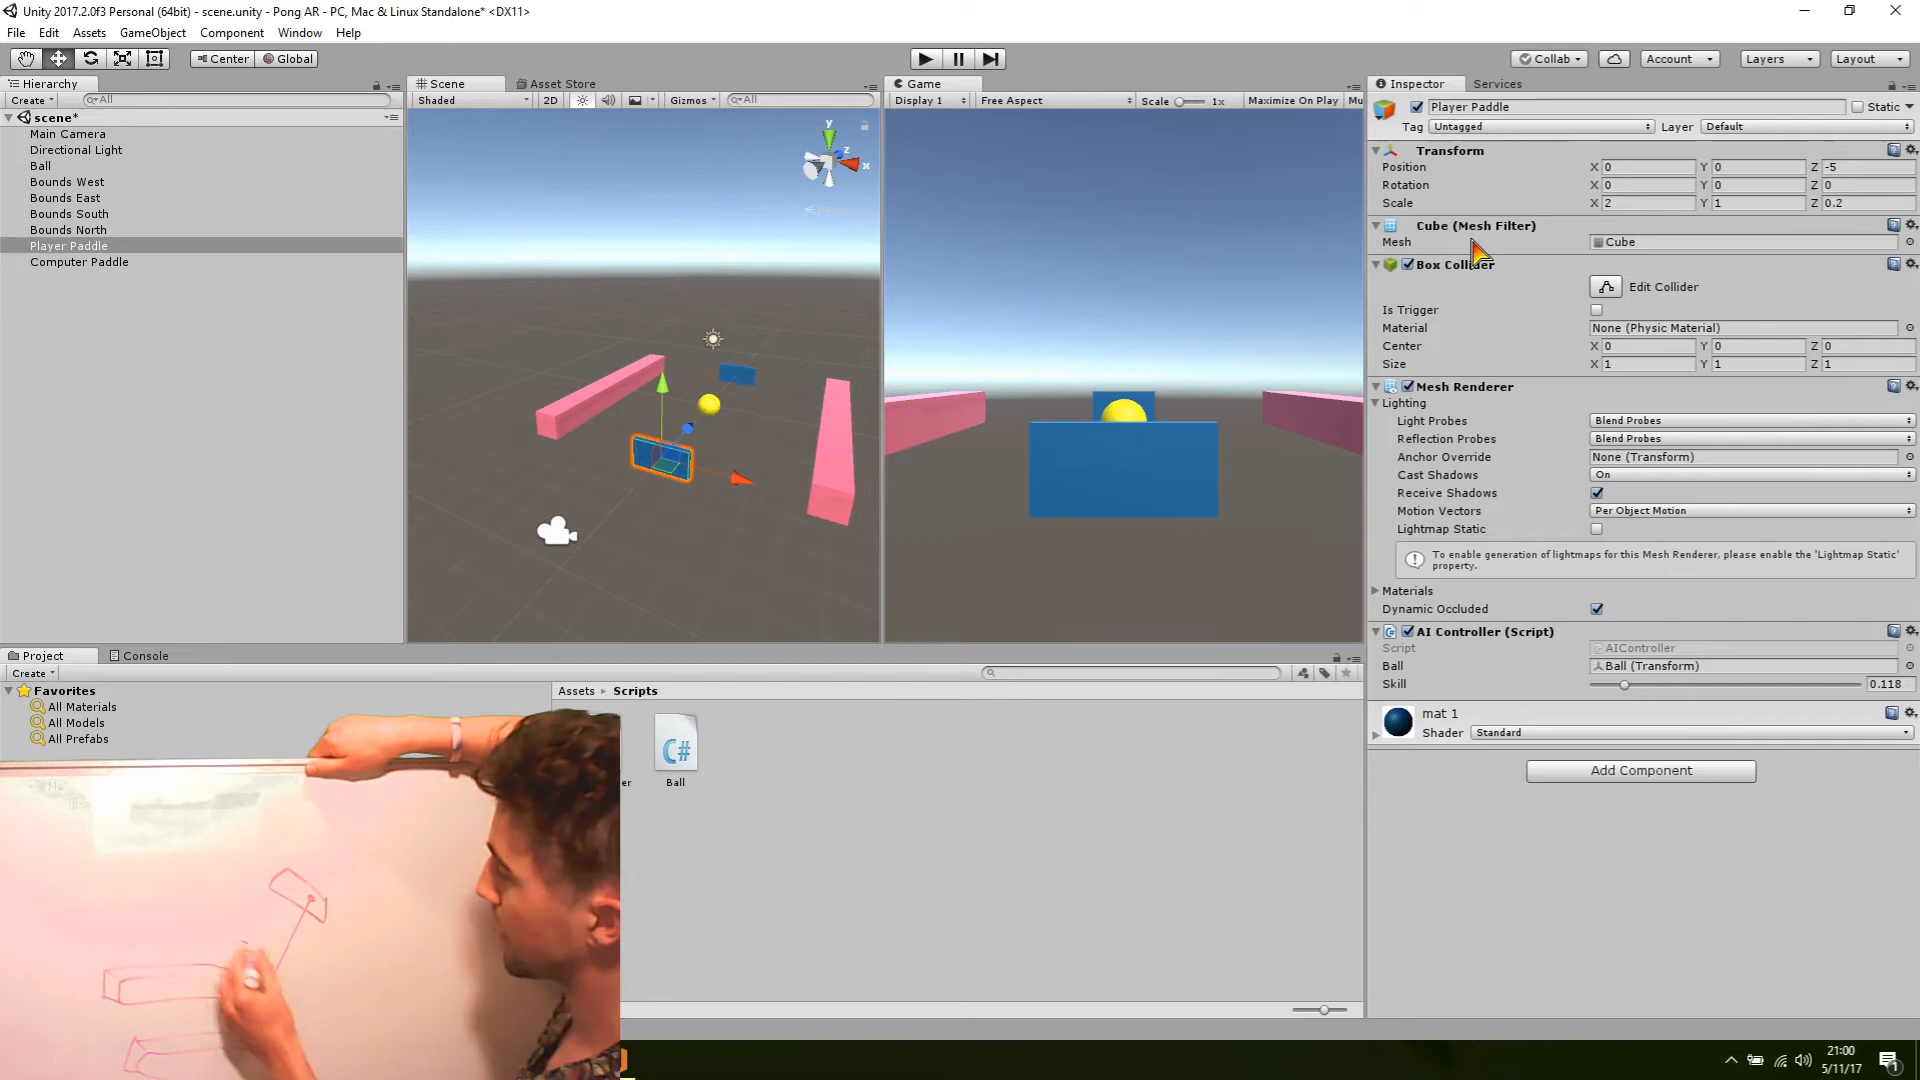 Unity 2017.2.0f3 Personal (64bit) - scene.unity - Pong AR - PC, Mac & Linux Standalone* <DX11>
File Edit Assets GameObject Component Window Help
Center Global Collab Account Layers Layout
Hierarchy
Create All
scene*
Main Camera
Directional Light
Ball
Bounds West
Bounds East
Bounds South
Bounds North
Player Paddle
Computer Paddle
Scene Asset Store
Shaded 2D Gizmos All
y
z
x
Game
Display 1 Free Aspect Scale 1x Maximize On Play Mu
Inspector Services
Player Paddle Static
Tag Untagged Layer Default
Transform
Position X 0 Y 0 Z -5
Rotation X 0 Y 0 Z 0
Scale X 2 Y 1 Z 0.2
Cube (Mesh Filter)
Mesh Cube
Box Collider
Edit Collider
Is Trigger
Material None (Physic Material)
Center X 0 Y 0 Z 0
Size X 1 Y 1 Z 1
Mesh Renderer
Lighting
Light Probes Blend Probes
Reflection Probes Blend Probes
Anchor Override None (Transform)
Cast Shadows On
Receive Shadows
Motion Vectors Per Object Motion
Lightmap Static
To enable generation of lightmaps for this Mesh Renderer, please enable the 'Lightmap Static'
property.
Materials
Dynamic Occluded
AI Controller (Script)
Script AIController
Ball Ball (Transform)
Skill 0.118
mat 1
Shader Standard
Add Component
Project Console
Create
Favorites
All Materials
All Models
All Prefabs
Assets Scripts
er
C#
Ball
21:00
5/11/17
1